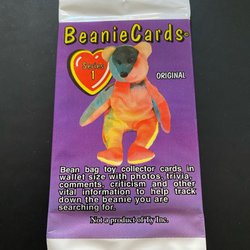 BeanieCards©
Series
1
ORIGINAL
Bean bag toy collector cards in
wallet size with photos, trivia,
comments, criticism and other
vital information to help track
down the beanie you are
searching for.
Not a product of Ty Inc.